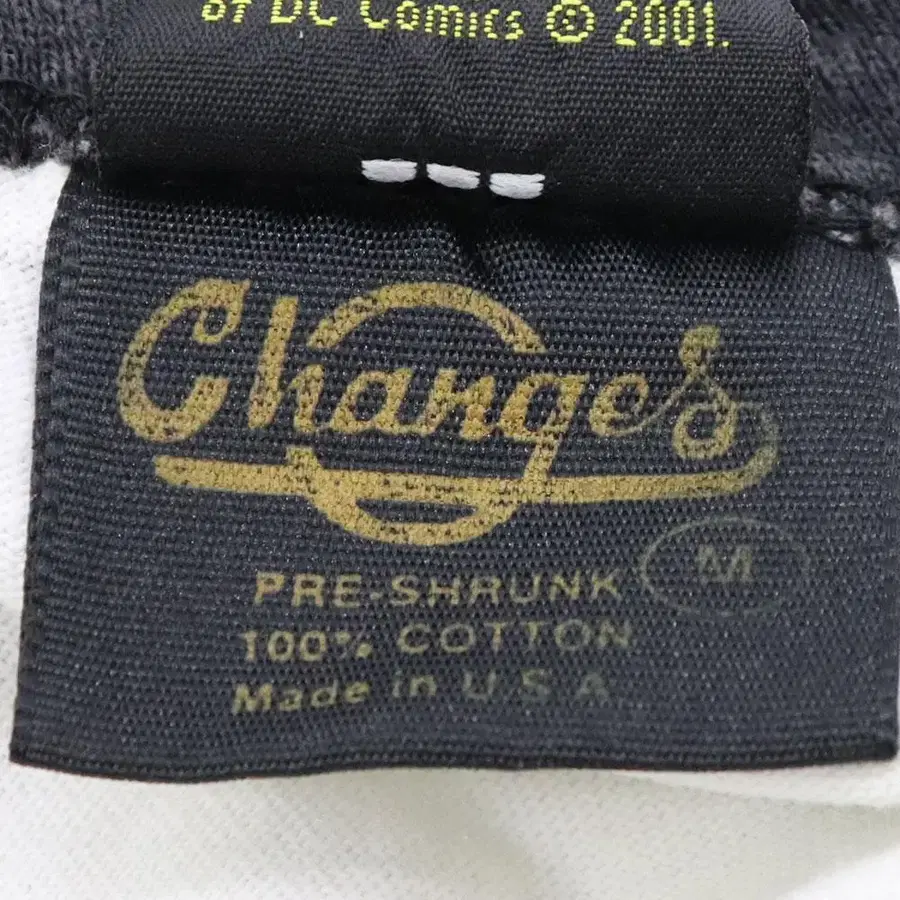 of DC Comics © 2001.
Changes
M
PRE-SHRUNK
100% COTTON
Made in U.S.A.